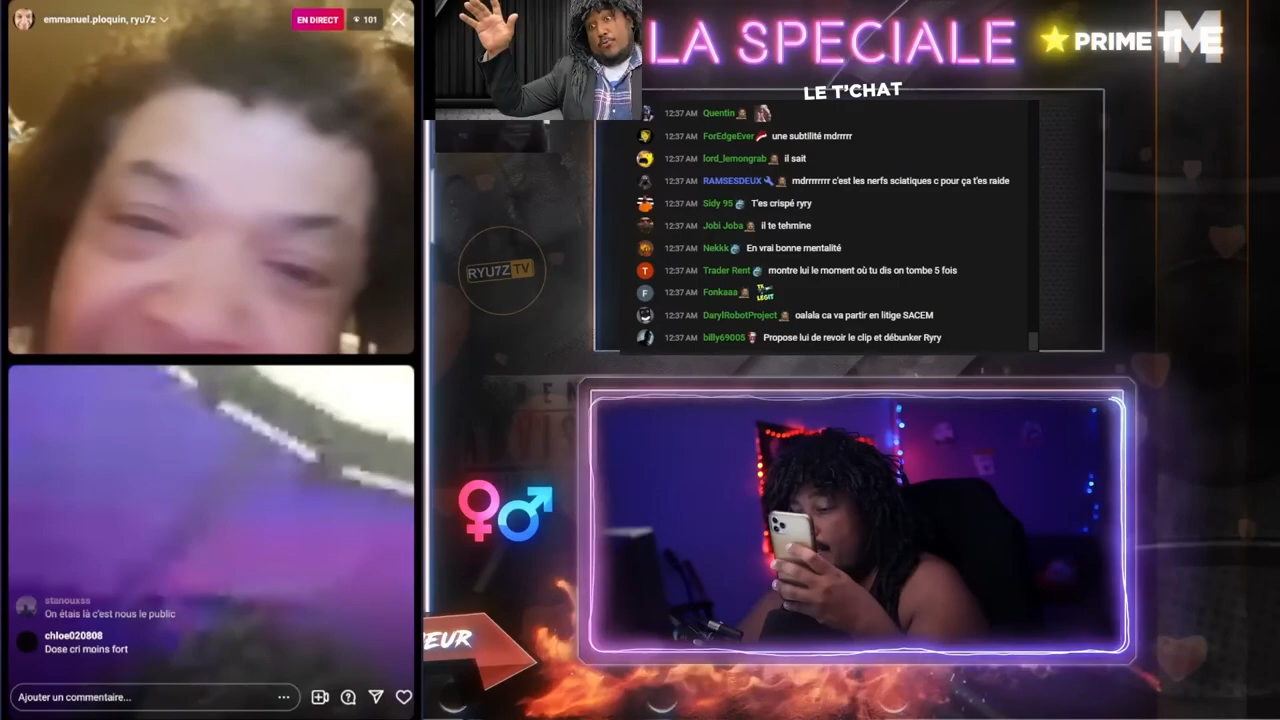 emmanuel.ploquin, ryu7z
EN DIRECT
101
LA SPECIALE
PRIME TIME
LE T'CHAT
12:37 AM Quentin
12:37 AM ForEdgeEver une subtilité mdrrrr
12:37 AM lord_lemongrab il sait
12:37 AM RAMSESDEUX mdrrrrrrr c'est les nerfs sciatiques c pour ça t'es raide
12:37 AM Sidy 95 T'es crispé ryry
12:37 AM Jobi Joba il te tehmine
12:37 AM Nekkk En vrai bonne mentalité
12:37 AM Trader Rent montre lui le moment où tu dis on tombe 5 fois
12:37 AM Fonkaaa
12:37 AM DarylRobotProject oalala ca va partir en litige SACEM
12:37 AM billy69005 Propose lui de revoir le clip et débunker Ryry
T
F
RYU7Z TV
stanouxss
On étais là c'est nous le public
chloe020808
Dose cri moins fort
Ajouter un commentaire...
EUR